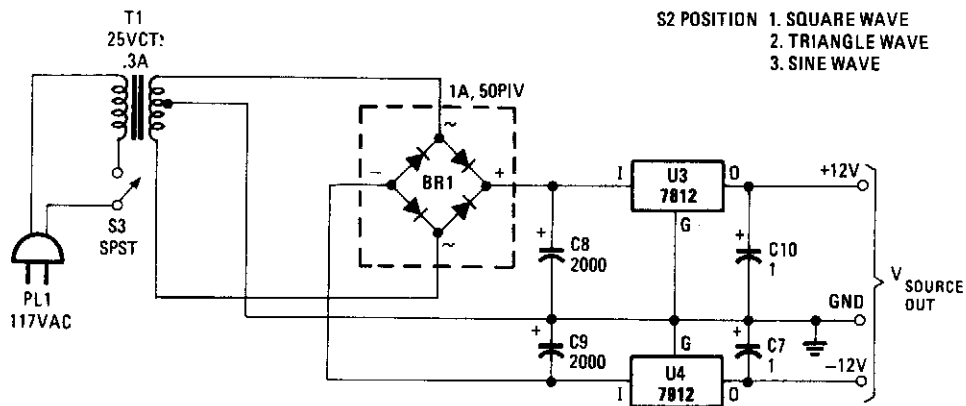 S2 POSITION 1. SQUARE WAVE
2. TRIANGLE WAVE
3. SINE WAVE
T1
25VCT
.3A
1A, 50PIV
~
−
BR1
+
~
S3
SPST
PL1
117VAC
I
U3
7812
O
G
+12V
+
C8
2000
+
C10
1
V SOURCE
OUT
GND
+
C9
2000
G
+
C7
1
I
U4
7912
O
−12V